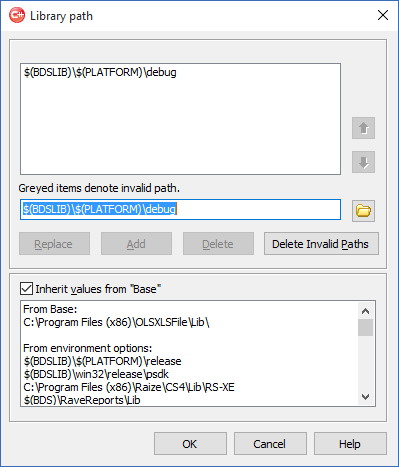 Library path
$(BDSLIB)\$(PLATFORM)\debug
Greyed items denote invalid path.
$(BDSLIB)\$(PLATFORM)\debug
Replace Add Delete Delete Invalid Paths
Inherit values from "Base"
From Base:
C:\Program Files (x86)\OLSXLSFile\Lib\
From environment options:
$(BDSLIB)\$(PLATFORM)\release
$(BDSLIB)\win32\release\psdk
C:\Program Files (x86)\Raize\CS4\Lib\RS-XE
$(BDS)\RaveReports\Lib
OK Cancel Help